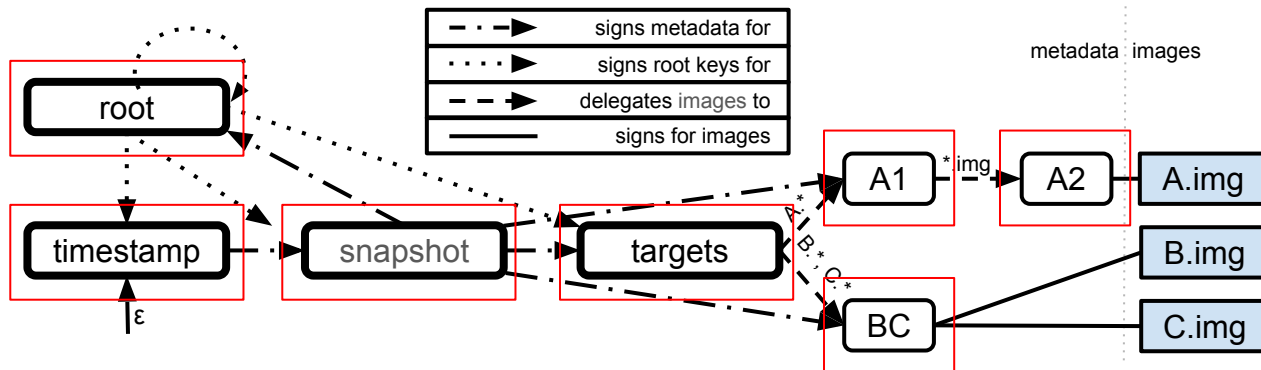 signs metadata for
signs root keys for
delegates images to
signs for images
metadata images
root
timestamp
snapshot
targets
A1
*.img
A2
A.img
A.*
B.*, C.*
B.img
BC
C.img
ε